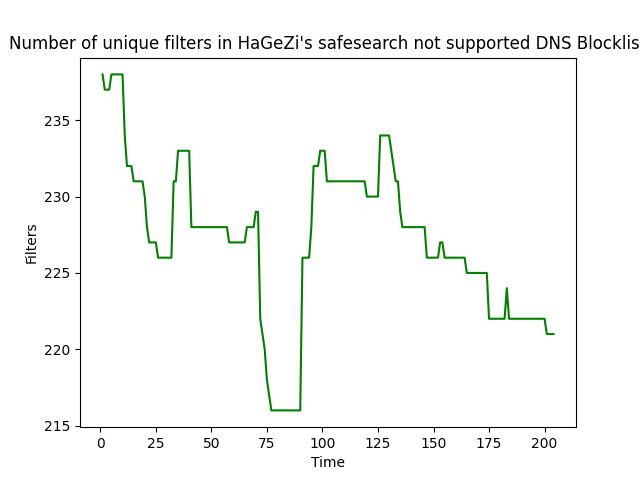 Number of unique filters in HaGeZi's safesearch not supported DNS Blocklis
235
230
225
220
215
Filters
0 25 50 75 100 125 150 175 200
Time